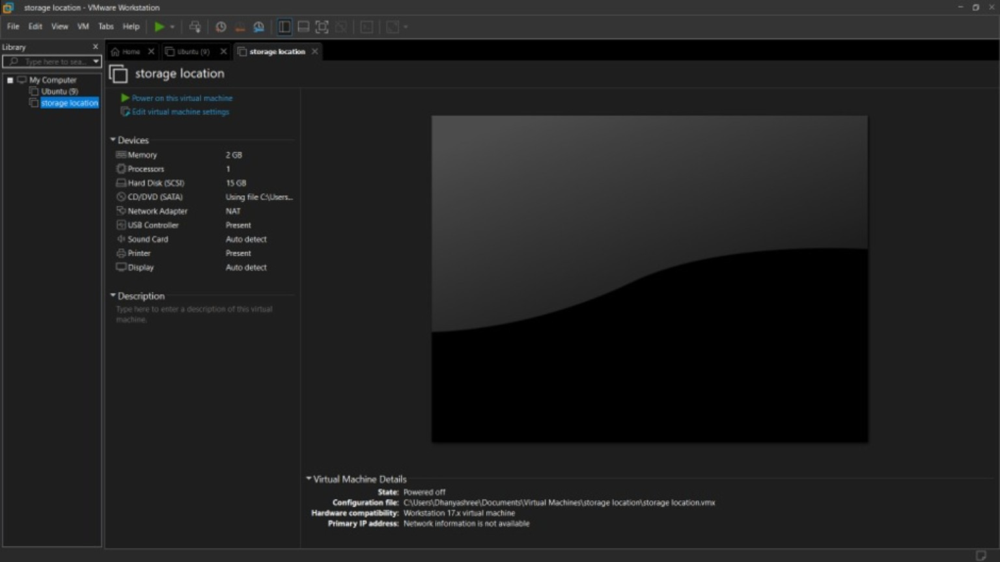 storage location - VMware Workstation
File Edit View VM Tabs Help
Library
Type here to sea...
My Computer
Ubuntu (9)
storage location
Home
Ubuntu (9)
storage location
storage location
Power on this virtual machine
Edit virtual machine settings
Devices
Memory 2 GB
Processors 1
Hard Disk (SCSI) 15 GB
CD/DVD (SATA) Using file C:\Users...
Network Adapter NAT
USB Controller Present
Sound Card Auto detect
Printer Present
Display Auto detect
Description
Type here to enter a description of this virtual
machine.
Virtual Machine Details
State: Powered off
Configuration file: C:\Users\Dhanyashree\Documents\Virtual Machines\storage location\storage location.vmx
Hardware compatibility: Workstation 17.x virtual machine
Primary IP address: Network information is not available